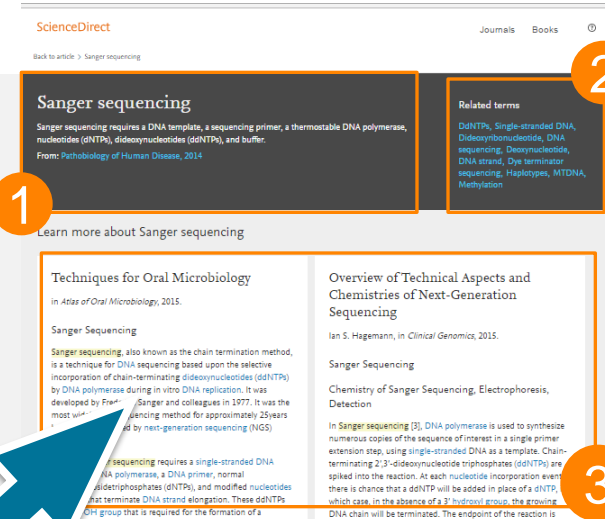 ScienceDirect
Journals Books
Back to article > Sanger sequencing
2
Sanger sequencing
Sanger sequencing requires a DNA template, a sequencing primer, a thermostable DNA polymerase,
nucleotides (dNTPs), dideoxynucleotides (ddNTPs), and buffer.
From: Pathobiology of Human Disease, 2014
Related terms
DdNTPs, Single-stranded DNA,
Dideoxyribonucleotide, DNA
sequencing, Deoxynucleotide,
DNA strand, Dye terminator
sequencing, Haplotypes, MTDNA,
Methylation
1
Learn more about Sanger sequencing
Techniques for Oral Microbiology
in Atlas of Oral Microbiology, 2015.
Sanger Sequencing
Sanger sequencing, also known as the chain termination method,
is a technique for DNA sequencing based upon the selective
incorporation of chain-terminating dideoxynucleotides (ddNTPs)
by DNA polymerase during in vitro DNA replication. It was
developed by Sanger and colleagues in 1977. It was the
most sequencing method for approximately 25years
by next-generation sequencing (NGS)
sequencing requires a single-stranded DNA
polymerase, a DNA primer, normal
(dNTPs), and modified nucleotides
that terminate DNA strand elongation. These ddNTPs
OH group that is required for the formation of a
Overview of Technical Aspects and
Chemistries of Next-Generation
Sequencing
Ian S. Hagemann, in Clinical Genomics, 2015.
Sanger Sequencing
Chemistry of Sanger Sequencing, Electrophoresis,
Detection
In Sanger sequencing [3], DNA polymerase is used to synthesize
numerous copies of the sequence of interest in a single primer
extension step, using single-stranded DNA as a template. Chain-
terminating 2',3'-dideoxynucleotide triphosphates (ddNTPs) are
spiked into the reaction. At each nucleotide incorporation event
there is chance that a ddNTP will be added in place of a dNTP,
which case, in the absence of a 3' hydroxyl group, the growing
DNA chain will be terminated. The endpoint of the reaction is
3